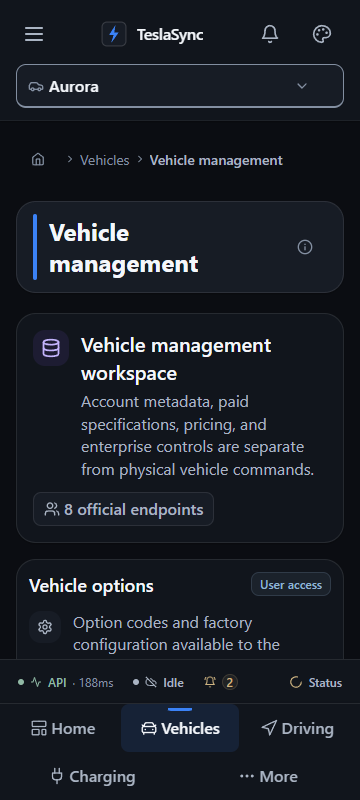 TeslaSync
Aurora
Vehicles
Vehicle management
Vehicle
management
Vehicle management
workspace
Account metadata, paid
specifications, pricing, and
enterprise controls are separate
from physical vehicle commands.
8 official endpoints
Vehicle options
User access
Option codes and factory
configuration available to the
API · 188ms
Idle
2
Status
Home
Vehicles
Driving
Charging
More